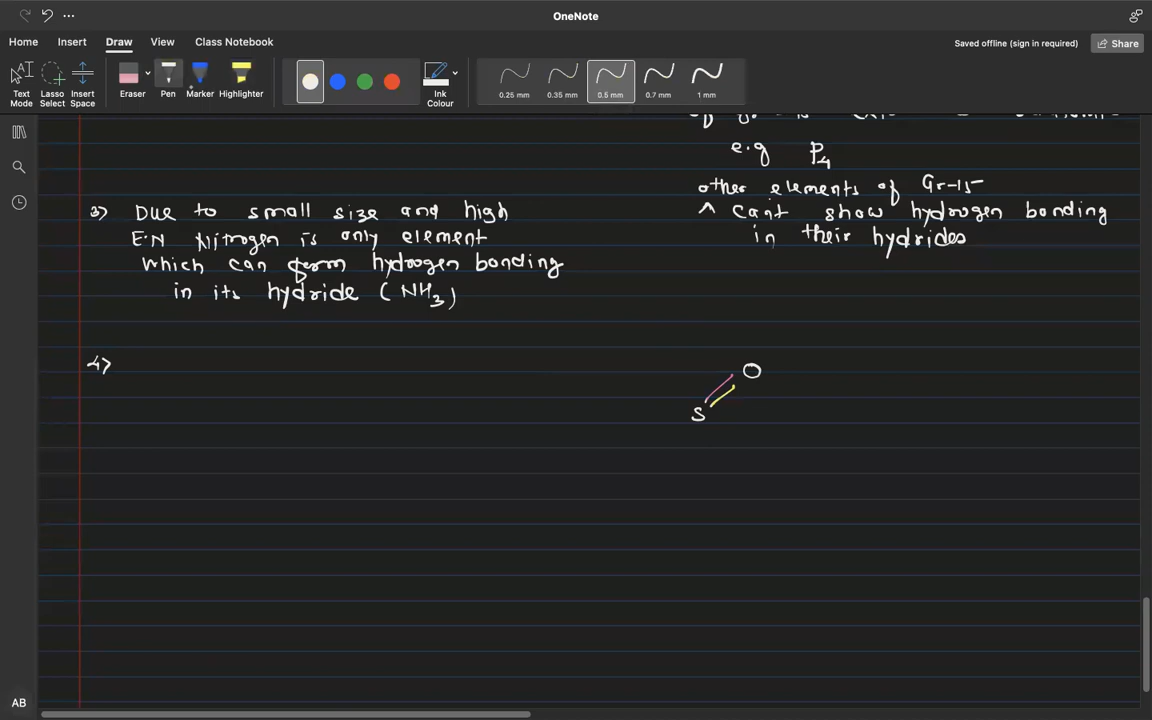 OneNote
Home Insert Draw View Class Notebook
Saved offline (sign in required) Share
Text Mode
Lasso Select
Insert Space
Eraser
Pen
Marker
Highlighter
Ink Colour
0.25 mm
0.35 mm
0.5 mm
0.7 mm
1 mm
e.g P4
other elements of Gr-15
^ can't show hydrogen bonding
in their hydrides
3) Due to small size and high
E.N Nitrogen is only element
which can form hydrogen bonding
in its hydride (NH3)
4)
O
S
AB